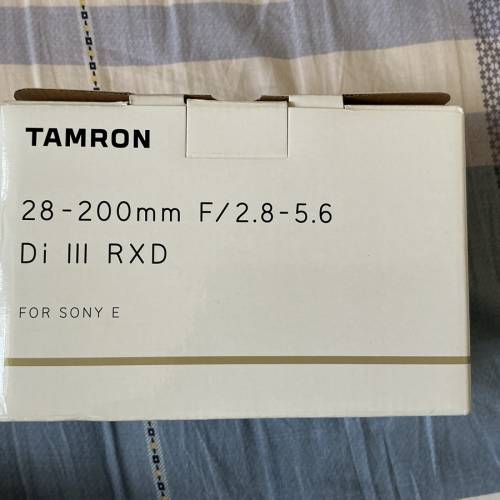 TAMRON
28-200mm F/2.8-5.6
Di III RXD
FOR SONY E